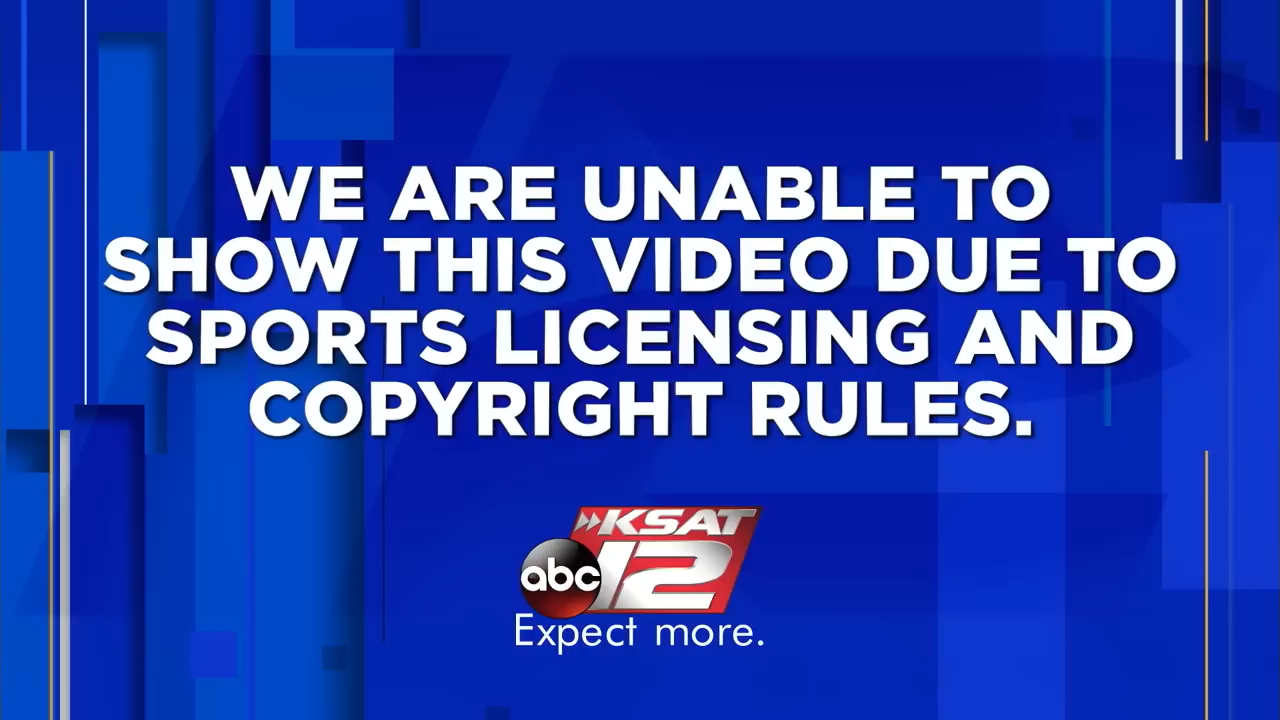 WE ARE UNABLE TO
SHOW THIS VIDEO DUE TO
SPORTS LICENSING AND
COPYRIGHT RULES.
KSAT
abc 12
Expect more.